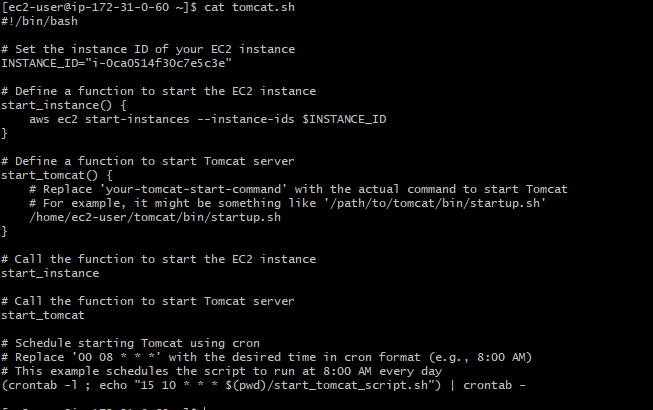 [ec2-user@ip-172-31-0-60 ~]$ cat tomcat.sh
#!/bin/bash
# Set the instance ID of your EC2 instance
INSTANCE_ID="i-0ca0514f30c7e5c3e"
# Define a function to start the EC2 instance
start_instance() {
    aws ec2 start-instances --instance-ids $INSTANCE_ID
}
# Define a function to start Tomcat server
start_tomcat() {
    # Replace 'your-tomcat-start-command' with the actual command to start Tomcat
    # For example, it might be something like '/path/to/tomcat/bin/startup.sh'
    /home/ec2-user/tomcat/bin/startup.sh
}
# Call the function to start the EC2 instance
start_instance
# Call the function to start Tomcat server
start_tomcat
# Schedule starting Tomcat using cron
# Replace '00 08 * * *' with the desired time in cron format (e.g., 8:00 AM)
# This example schedules the script to run at 8:00 AM every day
(crontab -l ; echo "15 10 * * * $(pwd)/start_tomcat_script.sh") | crontab -